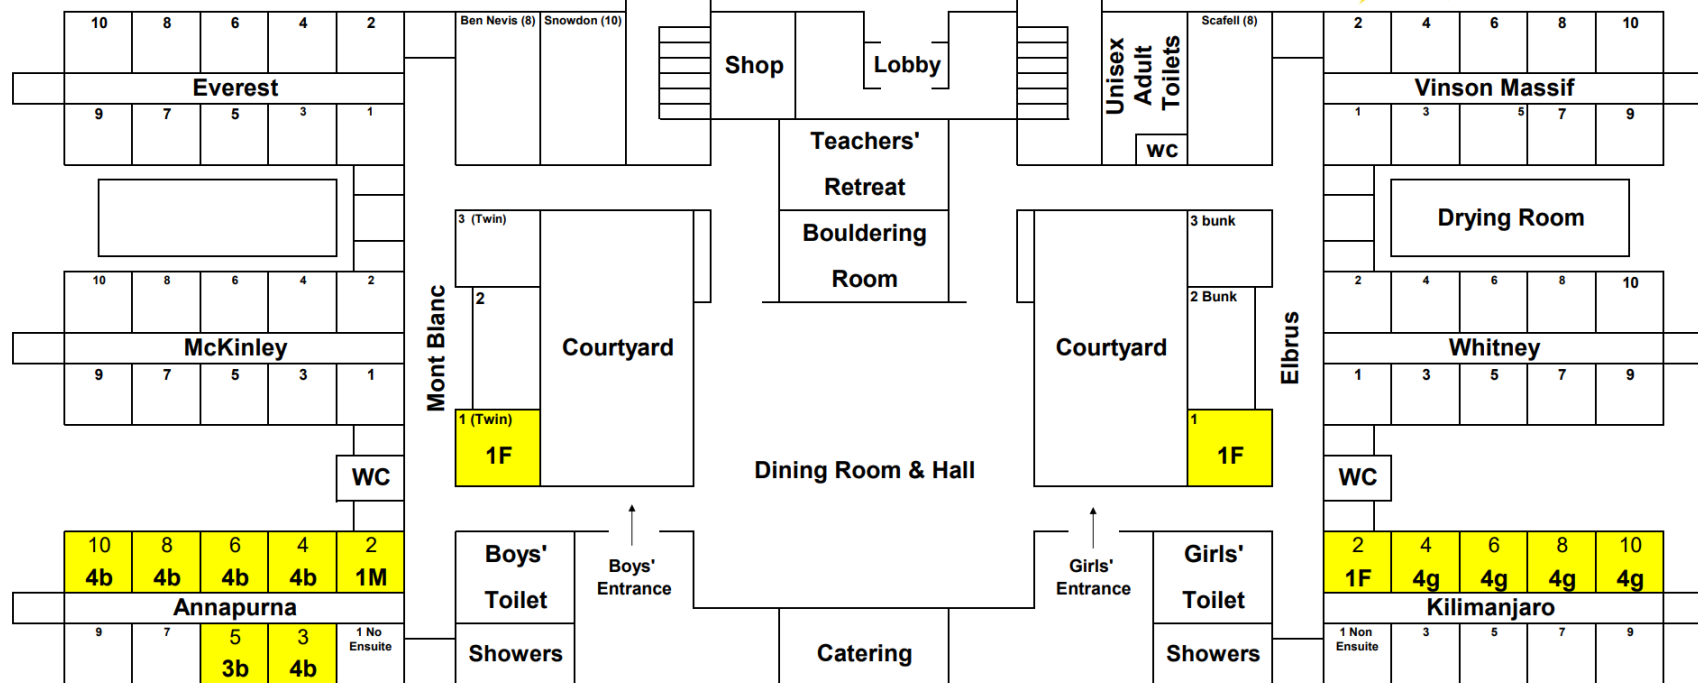 10 8 6 4 2
Everest
9 7 5 3 1
Ben Nevis (8) Snowdon (10)
Shop
Lobby
Unisex
Adult
Toilets
WC
Scafell (8)
2 4 6 8 10
Vinson Massif
1 3 5 7 9
Teachers'
Retreat
Bouldering
Room
Drying Room
10 8 6 4 2
McKinley
9 7 5 3 1
WC
Mont Blanc
3 (Twin)
2
1 (Twin)
1F
Courtyard
Dining Room & Hall
Courtyard
3 bunk
2 Bunk
1
1F
Elbrus
2 4 6 8 10
Whitney
1 3 5 7 9
WC
10 8 6 4 2
4b 4b 4b 4b 1M
Annapurna
9 7 5 3 1 No
Ensuite
3b 4b
Boys'
Toilet
Showers
Boys'
Entrance
Catering
Girls'
Entrance
Girls'
Toilet
Showers
2 4 6 8 10
1F 4g 4g 4g 4g
Kilimanjaro
1 Non
Ensuite
3 5 7 9